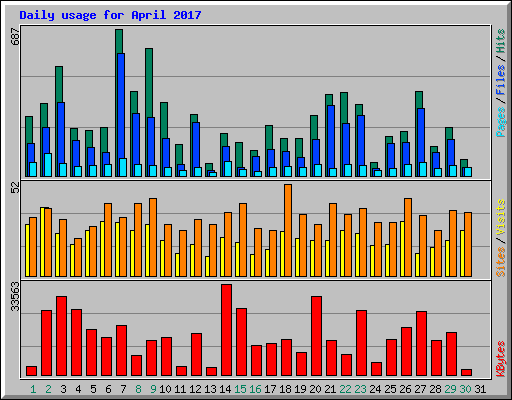 Daily usage for April 2017
687
Pages / Files / Hits
52
Sites / Visits
33563
KBytes
1 2 3 4 5 6 7 8 9 10 11 12 13 14 15 16 17 18 19 20 21 22 23 24 25 26 27 28 29 30 31